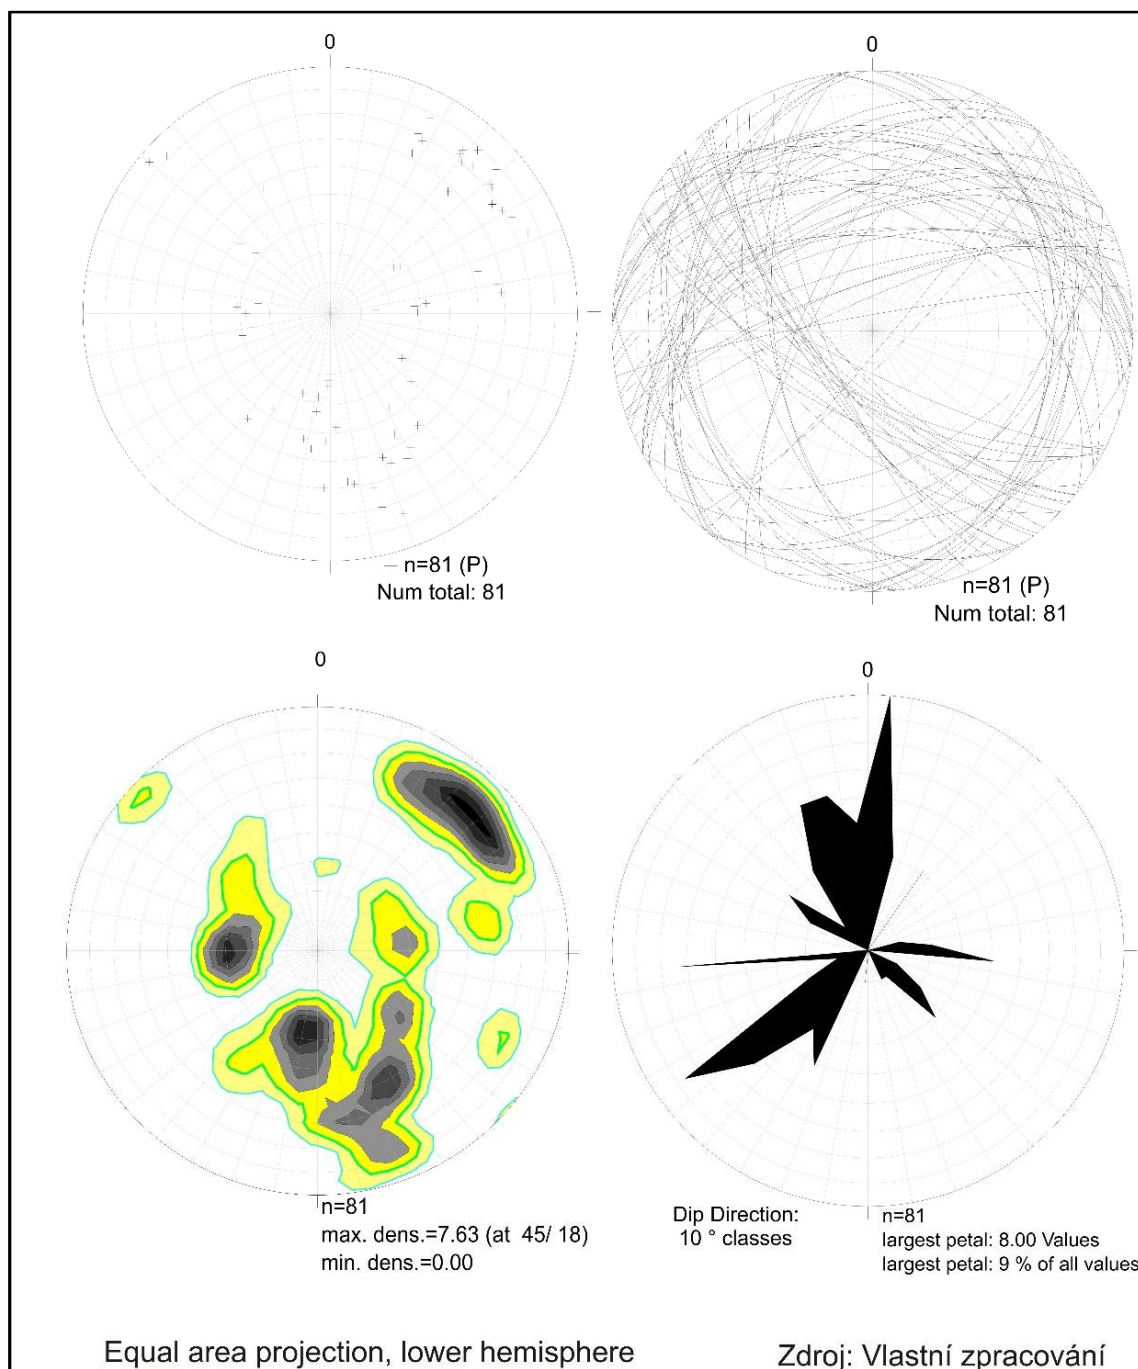 0
0
n=81 (P)
Num total: 81
n=81 (P)
Num total: 81
0
0
n=81
max. dens.=7.63 (at 45/ 18)
min. dens.=0.00
Dip Direction:
10 ° classes
n=81
largest petal: 8.00 Values
largest petal: 9 % of all values
Equal area projection, lower hemisphere
Zdroj: Vlastní zpracování